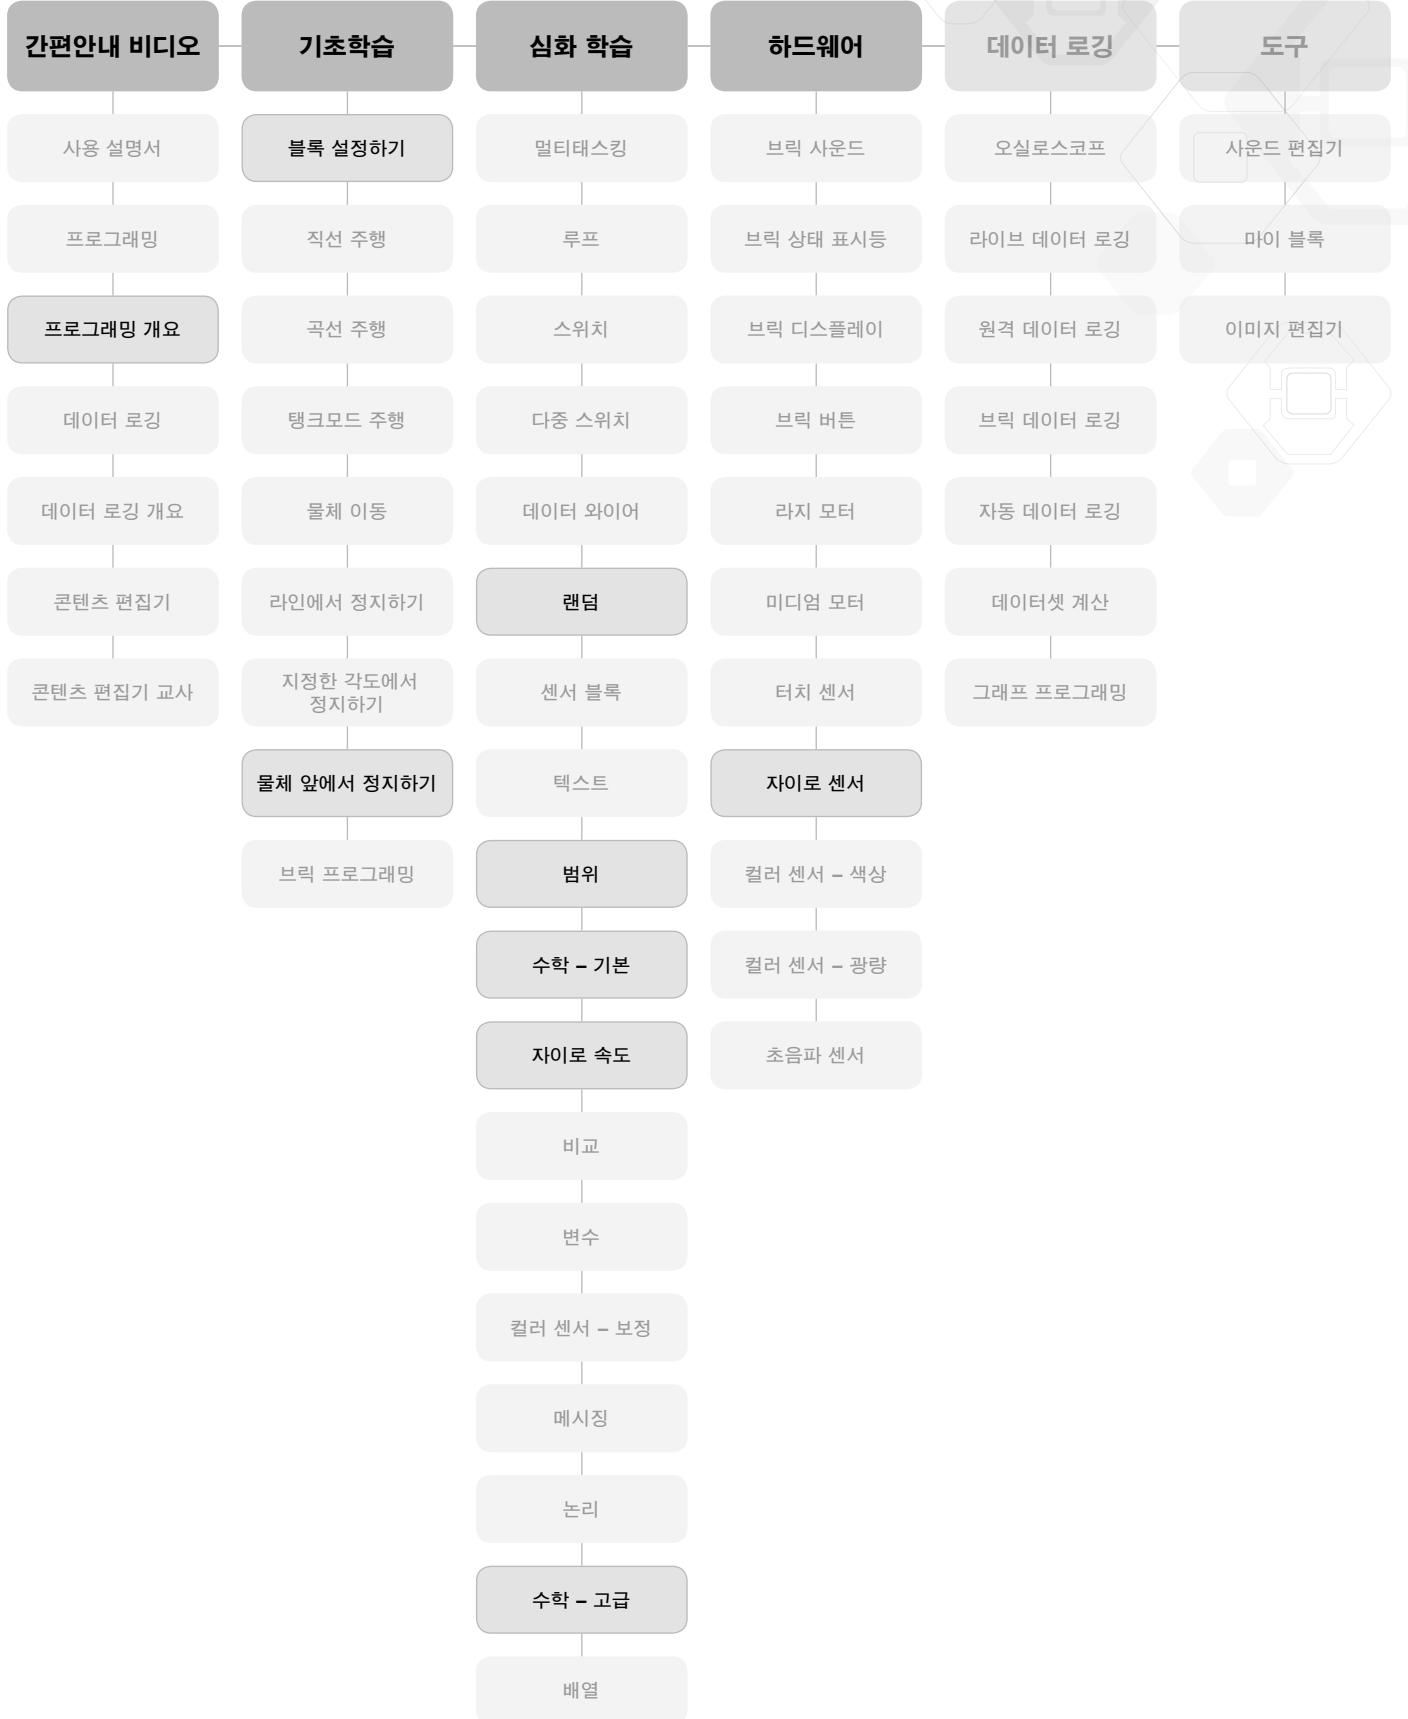 간편안내 비디오
기초학습
심화 학습
하드웨어
데이터 로깅
도구
사용 설명서
블록 설정하기
멀티태스킹
브릭 사운드
오실로스코프
사운드 편집기
프로그래밍
직선 주행
루프
브릭 상태 표시등
라이브 데이터 로깅
마이 블록
프로그래밍 개요
곡선 주행
스위치
브릭 디스플레이
원격 데이터 로깅
이미지 편집기
데이터 로깅
탱크모드 주행
다중 스위치
브릭 버튼
브릭 데이터 로깅
데이터 로깅 개요
물체 이동
데이터 와이어
라지 모터
자동 데이터 로깅
콘텐츠 편집기
라인에서 정지하기
랜덤
미디엄 모터
데이터셋 계산
콘텐츠 편집기 교사
지정한 각도에서
정지하기
센서 블록
터치 센서
그래프 프로그래밍
물체 앞에서 정지하기
텍스트
자이로 센서
브릭 프로그래밍
범위
컬러 센서 – 색상
수학 – 기본
컬러 센서 – 광량
자이로 속도
초음파 센서
비교
변수
컬러 센서 – 보정
메시징
논리
수학 – 고급
배열